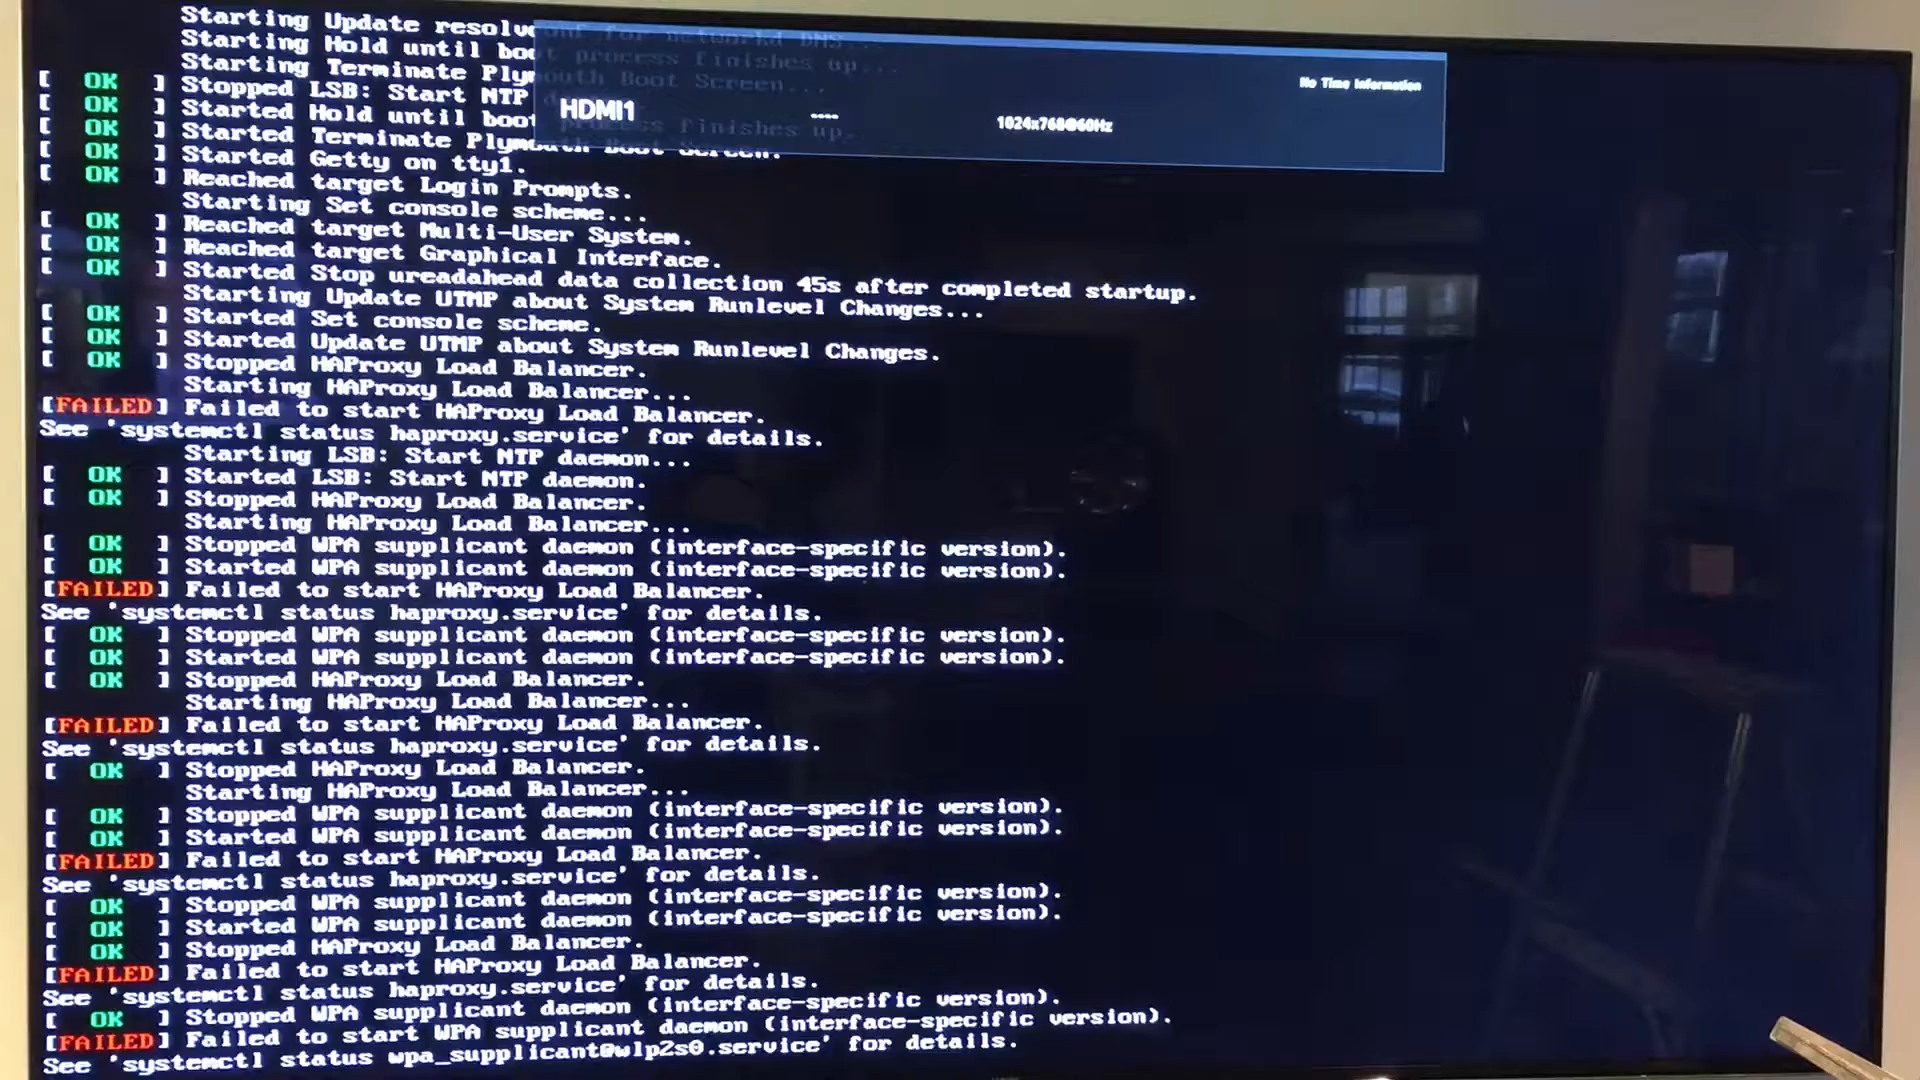 Starting Update resolvconf for networkd DNS...
Starting Hold until boot process finishes up...
Starting Terminate Plymouth Boot Screen...
[ OK ] Stopped LSB: Start NTP daemon.
[ OK ] Started Hold until boot process finishes up.
[ OK ] Started Terminate Plymouth Boot Screen.
[ OK ] Started Getty on tty1.
[ OK ] Reached target Login Prompts.
Starting Set console scheme...
[ OK ] Reached target Multi-User System.
[ OK ] Reached target Graphical Interface.
[ OK ] Started Stop ureadahead data collection 45s after completed startup.
Starting Update UTMP about System Runlevel Changes...
[ OK ] Started Set console scheme.
[ OK ] Started Update UTMP about System Runlevel Changes.
[ OK ] Stopped HAProxy Load Balancer.
Starting HAProxy Load Balancer...
[FAILED] Failed to start HAProxy Load Balancer.
See 'systemctl status haproxy.service' for details.
Starting LSB: Start NTP daemon...
[ OK ] Started LSB: Start NTP daemon.
[ OK ] Stopped HAProxy Load Balancer.
Starting HAProxy Load Balancer...
[ OK ] Stopped WPA supplicant daemon (interface-specific version).
[ OK ] Started WPA supplicant daemon (interface-specific version).
[FAILED] Failed to start HAProxy Load Balancer.
See 'systemctl status haproxy.service' for details.
[ OK ] Stopped WPA supplicant daemon (interface-specific version).
[ OK ] Started WPA supplicant daemon (interface-specific version).
[ OK ] Stopped HAProxy Load Balancer.
Starting HAProxy Load Balancer...
[FAILED] Failed to start HAProxy Load Balancer.
See 'systemctl status haproxy.service' for details.
[ OK ] Stopped HAProxy Load Balancer.
Starting HAProxy Load Balancer...
[ OK ] Stopped WPA supplicant daemon (interface-specific version).
[ OK ] Started WPA supplicant daemon (interface-specific version).
[FAILED] Failed to start HAProxy Load Balancer.
See 'systemctl status haproxy.service' for details.
[ OK ] Stopped WPA supplicant daemon (interface-specific version).
[ OK ] Started WPA supplicant daemon (interface-specific version).
[ OK ] Stopped HAProxy Load Balancer.
[FAILED] Failed to start HAProxy Load Balancer.
See 'systemctl status haproxy.service' for details.
[ OK ] Stopped WPA supplicant daemon (interface-specific version).
[FAILED] Failed to start WPA supplicant daemon (interface-specific version).
See 'systemctl status wpa_supplicant@wlp2s0.service' for details.
No Time Information
HDMI1 ---- 1024x768@60Hz